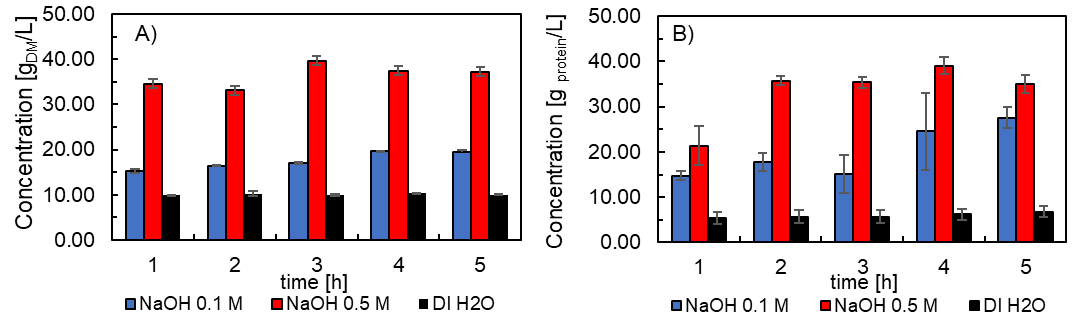 A)
Concentration [gDM/L]
50.00
40.00
30.00
20.00
10.00
0.00
1 2 3 4 5
time [h]
NaOH 0.1 M NaOH 0.5 M DI H2O
B)
Concentration [g protein/L]
50.00
40.00
30.00
20.00
10.00
0.00
1 2 3 4 5
time [h]
NaOH 0.1 M NaOH 0.5 M DI H2O